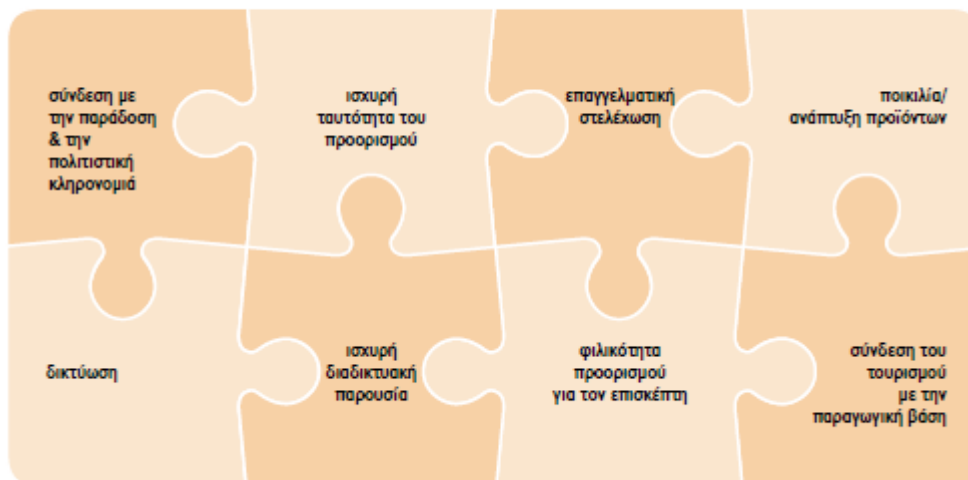 σύνδεση με
την παράδοση
& την
πολιτιστική
κληρονομιά
ισχυρή
ταυτότητα του
προορισμού
επαγγελματική
στελέχωση
ποικιλία/
ανάπτυξη προϊόντων
δικτύωση
ισχυρή
διαδικτυακή
παρουσία
φιλικότητα
προορισμού
για τον επισκέπτη
σύνδεση του
τουρισμού
με την
παραγωγική βάση